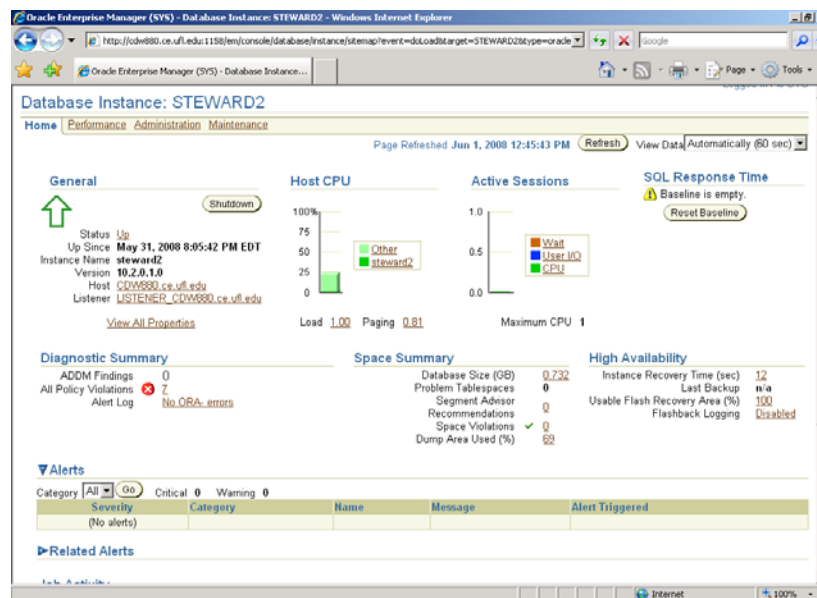 Oracle Enterprise Manager (SYS) - Database Instance: STEWARD2 - Windows Internet Explorer
http://cdw880.ce.ufl.edu:1158/em/console/database/instance/sitemap?event=doLoad&target=STEWARD2&type=oracle
Google
Oracle Enterprise Manager (SYS) - Database Instance...
Page
Tools
Database Instance: STEWARD2
Home Performance Administration Maintenance
Page Refreshed Jun 1, 2008 12:45:43 PM Refresh View Data Automatically (60 sec)
General
Shutdown
Status Up
Up Since May 31, 2008 8:05:42 PM EDT
Instance Name steward2
Version 10.2.0.1.0
Host CDW880.ce.ufl.edu
Listener LISTENER_CDW880.ce.ufl.edu
View All Properties
Host CPU
100%
75
50
25
0
Other
steward2
Load 1.00 Paging 0.81
Active Sessions
1.0
0.5
0.0
Wait
User I/O
CPU
Maximum CPU 1
SQL Response Time
Baseline is empty.
Reset Baseline
Diagnostic Summary
ADDM Findings 0
All Policy Violations 7
Alert Log No ORA- errors
Space Summary
Database Size (GB) 0.732
Problem Tablespaces 0
Segment Advisor
Recommendations 0
Space Violations 0
Dump Area Used (%) 69
High Availability
Instance Recovery Time (sec) 12
Last Backup n/a
Usable Flash Recovery Area (%) 100
Flashback Logging Disabled
Alerts
Category All Go Critical 0 Warning 0
Severity Category Name Message Alert Triggered
(No alerts)
Related Alerts
Internet 100%